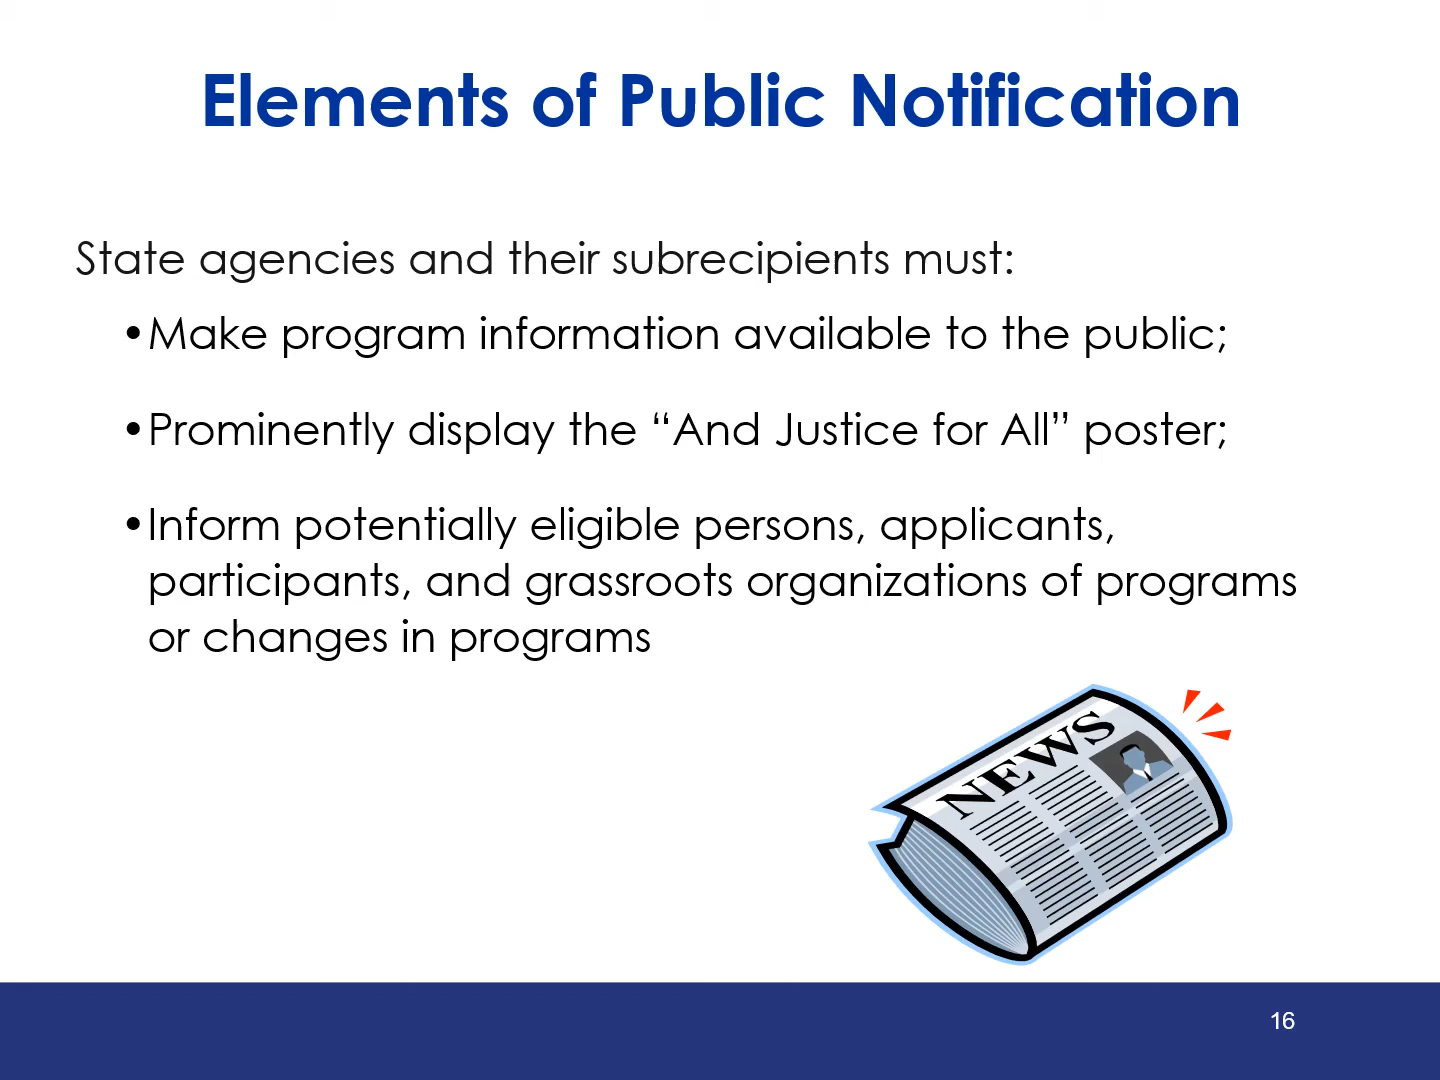 Elements of Public Notification
State agencies and their subrecipients must:
•Make program information available to the public;
•Prominently display the “And Justice for All” poster;
•Inform potentially eligible persons, applicants,
participants, and grassroots organizations of programs
or changes in programs
NEWS
16